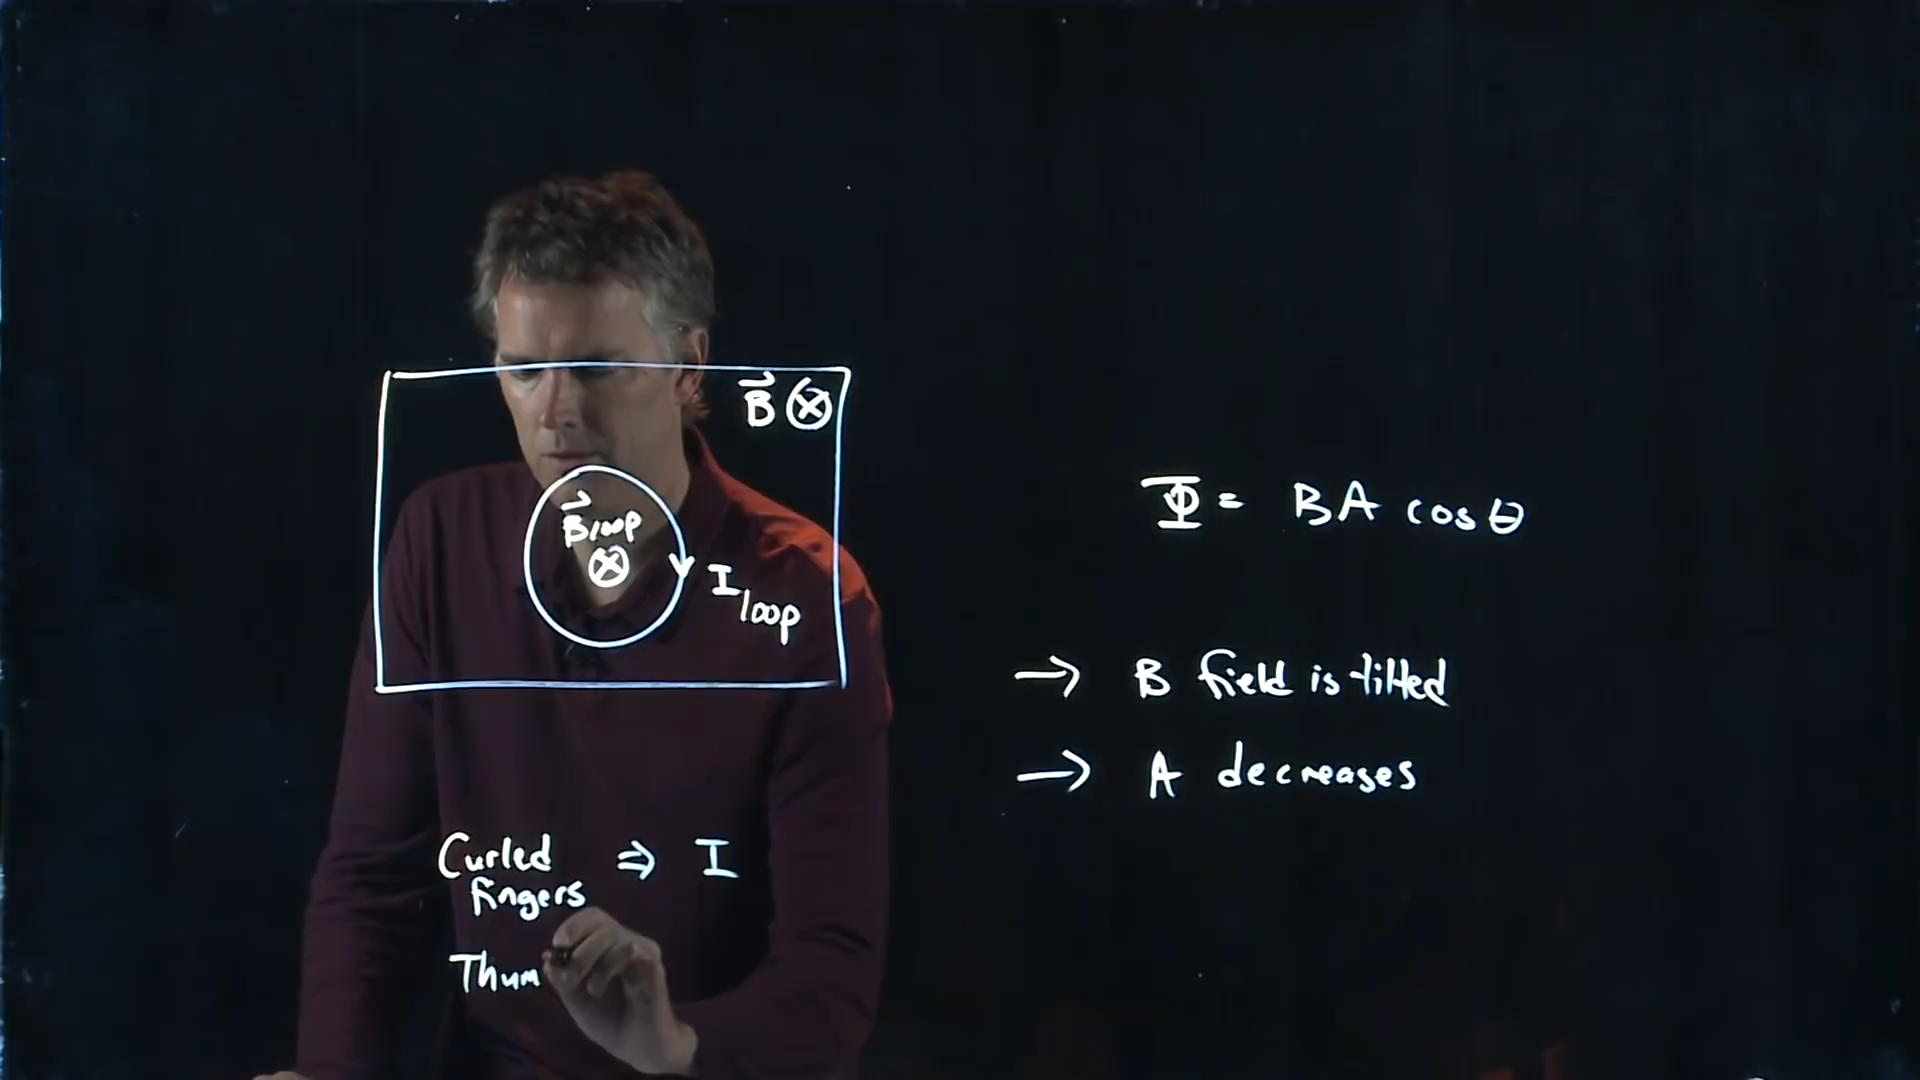 B⃗ ⊗
B⃗loop
⊗
I loop
Φ = BA cos θ
→ B field is tilted
→ A decreases
Curled fingers ⇒ I
Thum